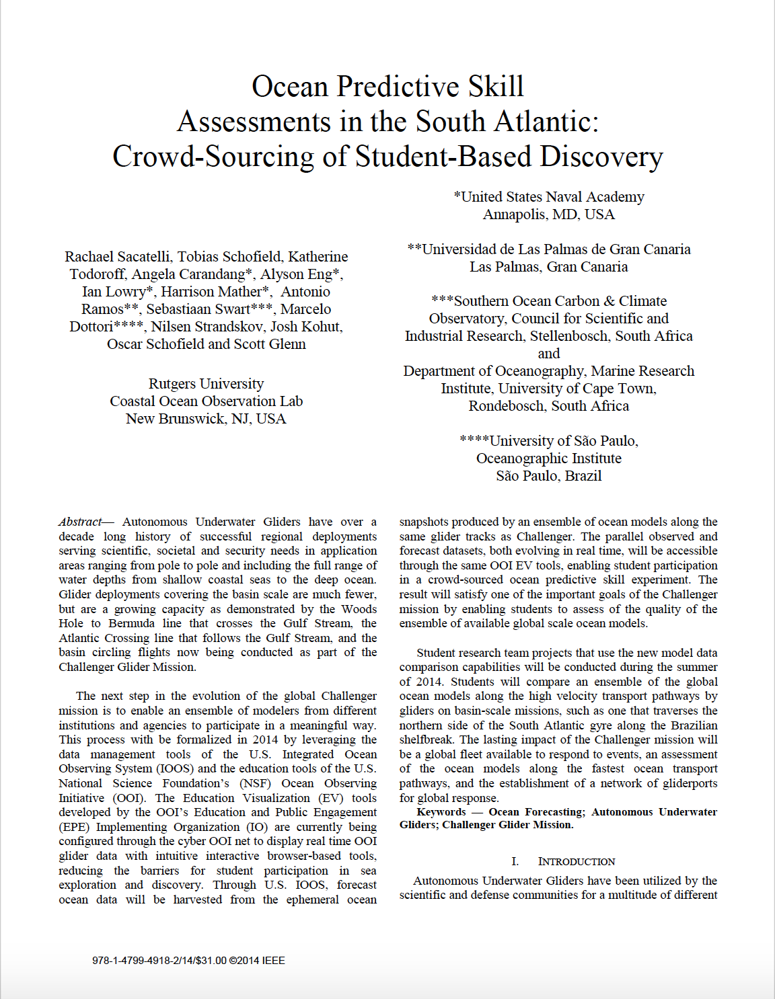 Ocean Predictive Skill
Assessments in the South Atlantic:
Crowd-Sourcing of Student-Based Discovery
Rachael Sacatelli, Tobias Schofield, Katherine
Todoroff, Angela Carandang*, Alyson Eng*,
Ian Lowry*, Harrison Mather*, Antonio
Ramos**, Sebastiaan Swart***, Marcelo
Dottori****, Nilsen Strandskov, Josh Kohut,
Oscar Schofield and Scott Glenn
Rutgers University
Coastal Ocean Observation Lab
New Brunswick, NJ, USA
*United States Naval Academy
Annapolis, MD, USA
**Universidad de Las Palmas de Gran Canaria
Las Palmas, Gran Canaria
***Southern Ocean Carbon & Climate
Observatory, Council for Scientific and
Industrial Research, Stellenbosch, South Africa
and
Department of Oceanography, Marine Research
Institute, University of Cape Town,
Rondebosch, South Africa
****University of São Paulo,
Oceanographic Institute
São Paulo, Brazil
Abstract— Autonomous Underwater Gliders have over a
decade long history of successful regional deployments
serving scientific, societal and security needs in application
areas ranging from pole to pole and including the full range of
water depths from shallow coastal seas to the deep ocean.
Glider deployments covering the basin scale are much fewer,
but are a growing capacity as demonstrated by the Woods
Hole to Bermuda line that crosses the Gulf Stream, the
Atlantic Crossing line that follows the Gulf Stream, and the
basin circling flights now being conducted as part of the
Challenger Glider Mission.
The next step in the evolution of the global Challenger
mission is to enable an ensemble of modelers from different
institutions and agencies to participate in a meaningful way.
This process with be formalized in 2014 by leveraging the
data management tools of the U.S. Integrated Ocean
Observing System (IOOS) and the education tools of the U.S.
National Science Foundation’s (NSF) Ocean Observing
Initiative (OOI). The Education Visualization (EV) tools
developed by the OOI’s Education and Public Engagement
(EPE) Implementing Organization (IO) are currently being
configured through the cyber OOI net to display real time OOI
glider data with intuitive interactive browser-based tools,
reducing the barriers for student participation in sea
exploration and discovery. Through U.S. IOOS, forecast
ocean data will be harvested from the ephemeral ocean
snapshots produced by an ensemble of ocean models along the
same glider tracks as Challenger. The parallel observed and
forecast datasets, both evolving in real time, will be accessible
through the same OOI EV tools, enabling student participation
in a crowd-sourced ocean predictive skill experiment. The
result will satisfy one of the important goals of the Challenger
mission by enabling students to assess of the quality of the
ensemble of available global scale ocean models.
Student research team projects that use the new model data
comparison capabilities will be conducted during the summer
of 2014. Students will compare an ensemble of the global
ocean models along the high velocity transport pathways by
gliders on basin-scale missions, such as one that traverses the
northern side of the South Atlantic gyre along the Brazilian
shelfbreak. The lasting impact of the Challenger mission will
be a global fleet available to respond to events, an assessment
of the ocean models along the fastest ocean transport
pathways, and the establishment of a network of gliderports
for global response.
Keywords — Ocean Forecasting; Autonomous Underwater
Gliders; Challenger Glider Mission.
I. INTRODUCTION
Autonomous Underwater Gliders have been utilized by the
scientific and defense communities for a multitude of different
978-1-4799-4918-2/14/$31.00 ©2014 IEEE